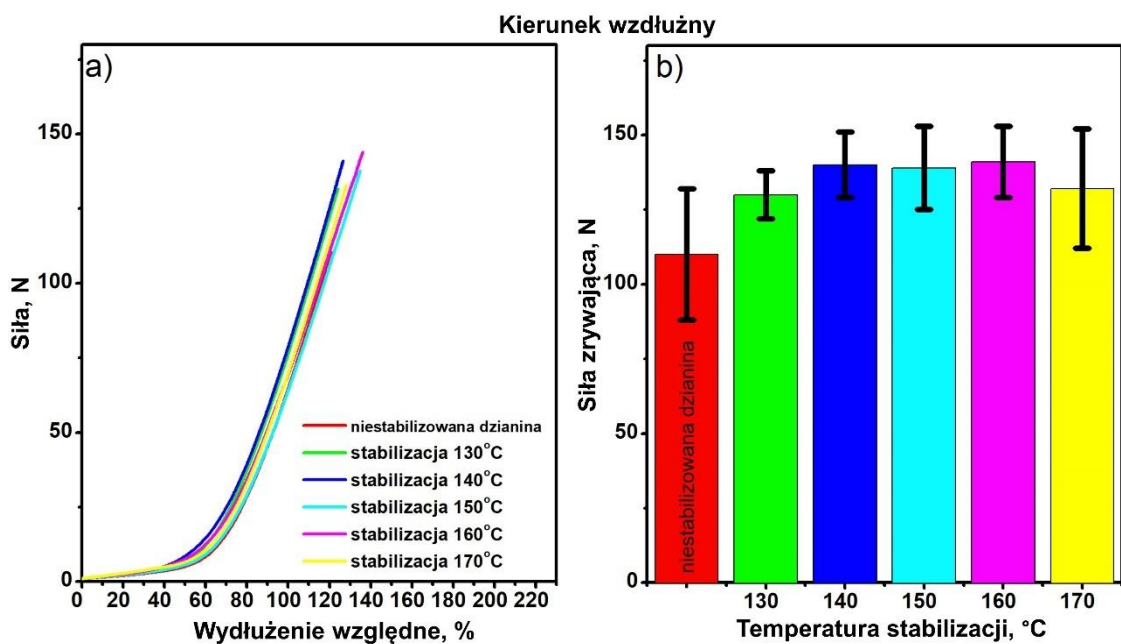 Kierunek wzdłużny
a)
Siła, N
150
100
50
0
0 20 40 60 80 100 120 140 160 180 200 220
Wydłużenie względne, %
niestabilizowana dzianina
stabilizacja 130°C
stabilizacja 140°C
stabilizacja 150°C
stabilizacja 160°C
stabilizacja 170°C
b)
Siła zrywająca, N
150
100
50
0
niestabilizowana dzianina
130 140 150 160 170
Temperatura stabilizacji, °C